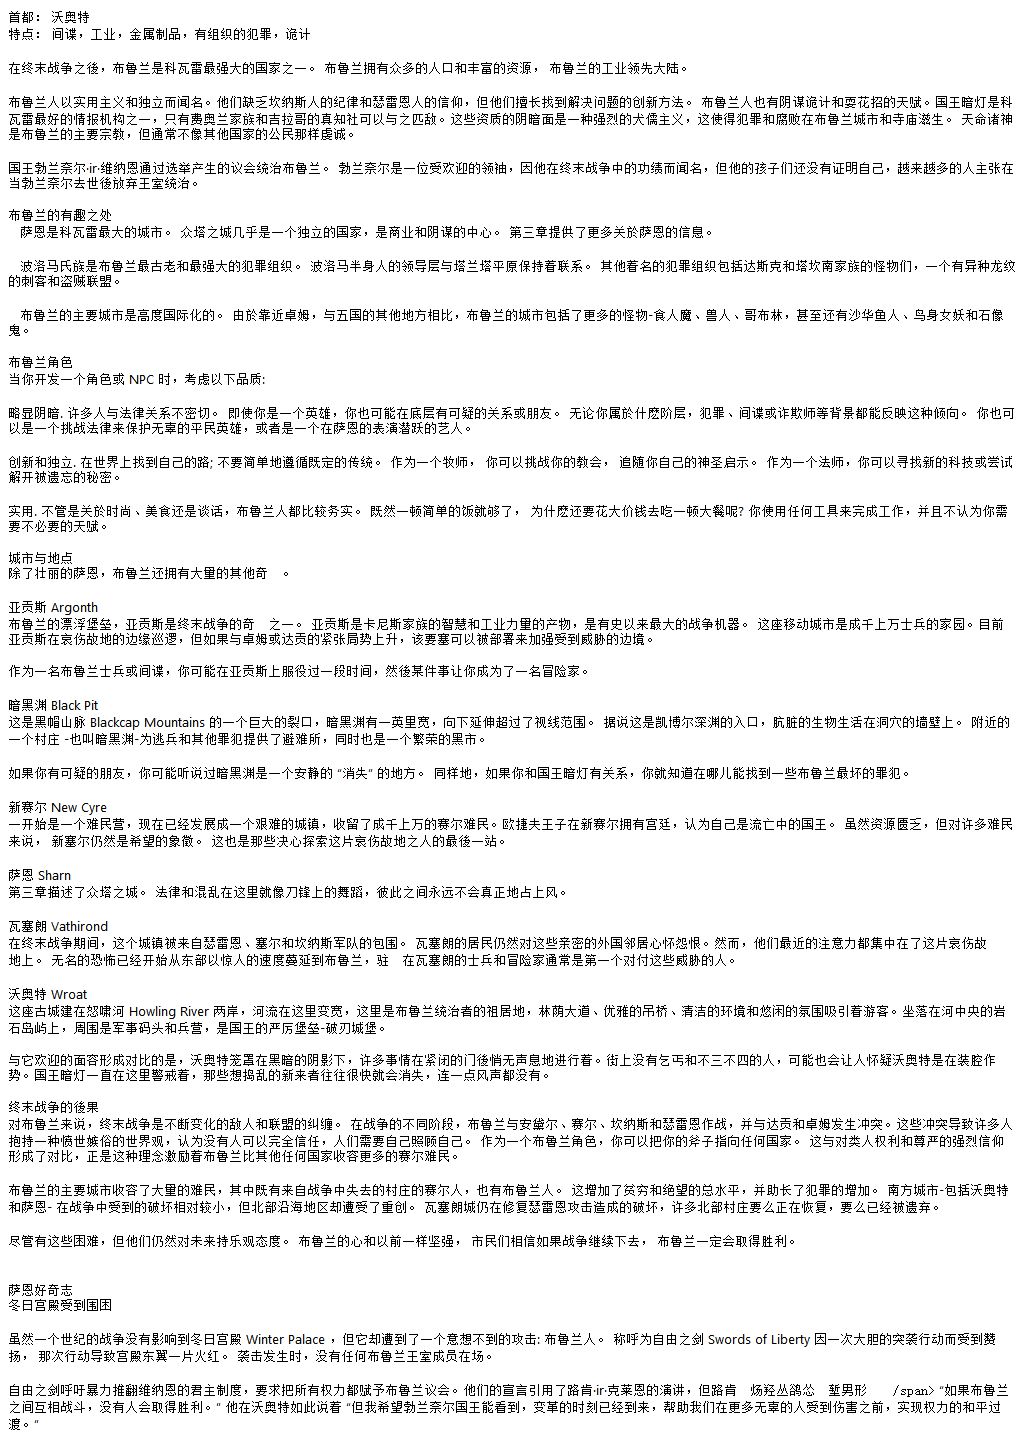 首都： 沃奥特
特点： 间谍，工业，金属制品，有组织的犯罪，诡计
在终末战争之後，布鲁兰是科瓦雷最强大的国家之一。 布鲁兰拥有众多的人口和丰富的资源， 布鲁兰的工业领先大陆。
布鲁兰人以实用主义和独立而闻名。他们缺乏坎纳斯人的纪律和瑟雷恩人的信仰，但他们擅长找到解决问题的创新方法。 布鲁兰人也有阴谋诡计和耍花招的天赋。国王暗灯是科
瓦雷最好的情报机构之一，只有费奥兰家族和吉拉哥的真知社可以与之匹敌。这些资质的阴暗面是一种强烈的犬儒主义，这使得犯罪和腐败在布鲁兰城市和寺庙滋生。 天命诸神
是布鲁兰的主要宗教，但通常不像其他国家的公民那样虔诚。
国王勃兰奈尔·ir·维纳恩通过选举产生的议会统治布鲁兰。 勃兰奈尔是一位受欢迎的领袖，因他在终末战争中的功绩而闻名，但他的孩子们还没有证明自己，越来越多的人主张在
当勃兰奈尔去世後放弃王室统治。
布鲁兰的有趣之处
萨恩是科瓦雷最大的城市。 众塔之城几乎是一个独立的国家，是商业和阴谋的中心。 第三章提供了更多关於萨恩的信息。
波洛马氏族是布鲁兰最古老和最强大的犯罪组织。 波洛马半身人的领导层与塔兰塔平原保持着联系。 其他着名的犯罪组织包括达斯克和塔坎南家族的怪物们，一个有异种龙纹
的刺客和盗贼联盟。
布鲁兰的主要城市是高度国际化的。 由於靠近卓姆，与五国的其他地方相比，布鲁兰的城市包括了更多的怪物-食人魔、兽人、哥布林，甚至还有沙华鱼人、鸟身女妖和石像
鬼。
布鲁兰角色
当你开发一个角色或 NPC 时，考虑以下品质:
略显阴暗. 许多人与法律关系不密切。 即使你是一个英雄，你也可能在底层有可疑的关系或朋友。 无论你属於什麽阶层，犯罪、间谍或诈欺师等背景都能反映这种倾向。 你也可
以是一个挑战法律来保护无辜的平民英雄，或者是一个在萨恩的表演潜跃的艺人。
创新和独立. 在世界上找到自己的路; 不要简单地遵循既定的传统。 作为一个牧师， 你可以挑战你的教会， 追随你自己的神圣启示。 作为一个法师，你可以寻找新的科技或尝试
解开被遗忘的秘密。
实用. 不管是关於时尚、美食还是谈话，布鲁兰人都比较务实。 既然一顿简单的饭就够了， 为什麽还要花大价钱去吃一顿大餐呢? 你使用任何工具来完成工作，并且不认为你需
要不必要的天赋。
城市与地点
除了壮丽的萨恩，布鲁兰还拥有大量的其他奇 。
亚贡斯 Argonth
布鲁兰的漂浮堡垒，亚贡斯是终末战争的奇 之一。 亚贡斯是卡尼斯家族的智慧和工业力量的产物，是有史以来最大的战争机器。 这座移动城市是成千上万士兵的家园。目前
亚贡斯在哀伤故地的边缘巡逻，但如果与卓姆或达贡的紧张局势上升，该要塞可以被部署来加强受到威胁的边境。
作为一名布鲁兰士兵或间谍，你可能在亚贡斯上服役过一段时间，然後某件事让你成为了一名冒险家。
暗黑渊 Black Pit
这是黑帽山脉 Blackcap Mountains 的一个巨大的裂口，暗黑渊有一英里宽，向下延伸超过了视线范围。 据说这是凯博尔深渊的入口，肮脏的生物生活在洞穴的墙壁上。 附近的
一个村庄 -也叫暗黑渊-为逃兵和其他罪犯提供了避难所，同时也是一个繁荣的黑市。
如果你有可疑的朋友，你可能听说过暗黑渊是一个安静的 “消失” 的地方。 同样地，如果你和国王暗灯有关系，你就知道在哪儿能找到一些布鲁兰最坏的罪犯。
新赛尔 New Cyre
一开始是一个难民营，现在已经发展成一个艰难的城镇，收留了成千上万的赛尔难民。欧捷夫王子在新赛尔拥有宫廷，认为自己是流亡中的国王。 虽然资源匮乏，但对许多难民
来说， 新塞尔仍然是希望的象徵。 这也是那些决心探索这片哀伤故地之人的最後一站。
萨恩 Sharn
第三章描述了众塔之城。 法律和混乱在这里就像刀锋上的舞蹈，彼此之间永远不会真正地占上风。
瓦塞朗 Vathirond
在终末战争期间，这个城镇被来自瑟雷恩、塞尔和坎纳斯军队的包围。 瓦塞朗的居民仍然对这些亲密的外国邻居心怀怨恨。然而，他们最近的注意力都集中在了这片哀伤故
地上。 无名的恐怖已经开始从东部以惊人的速度蔓延到布鲁兰，驻 在瓦塞朗的士兵和冒险家通常是第一个对付这些威胁的人。
沃奥特 Wroat
这座古城建在怒啸河 Howling River 两岸，河流在这里变宽，这里是布鲁兰统治者的祖居地，林荫大道、优雅的吊桥、清洁的环境和悠闲的氛围吸引着游客。坐落在河中央的岩
石岛屿上，周围是军事码头和兵营，是国王的严厉堡垒-破刃城堡。
与它欢迎的面容形成对比的是，沃奥特笼罩在黑暗的阴影下，许多事情在紧闭的门後悄无声息地进行着。街上没有乞丐和不三不四的人，可能也会让人怀疑沃奥特是在装腔作
势。国王暗灯一直在这里警戒着，那些想捣乱的新来者往往很快就会消失，连一点风声都没有。
终末战争的後果
对布鲁兰来说，终末战争是不断变化的敌人和联盟的纠缠。 在战争的不同阶段，布鲁兰与安黛尔、赛尔、坎纳斯和瑟雷恩作战，并与达贡和卓姆发生冲突。这些冲突导致许多人
抱持一种愤世嫉俗的世界观，认为没有人可以完全信任，人们需要自己照顾自己。 作为一个布鲁兰角色，你可以把你的斧子指向任何国家。 这与对类人权利和尊严的强烈信仰
形成了对比，正是这种理念激励着布鲁兰比其他任何国家收容更多的赛尔难民。
布鲁兰的主要城市收容了大量的难民，其中既有来自战争中失去的村庄的赛尔人，也有布鲁兰人。 这增加了贫穷和绝望的总水平，并助长了犯罪的增加。 南方城市-包括沃奥特
和萨恩- 在战争中受到的破坏相对较小，但北部沿海地区却遭受了重创。 瓦塞朗城仍在修复瑟雷恩攻击造成的破坏，许多北部村庄要么正在恢复，要么已经被遗弃。
尽管有这些困难，但他们仍然对未来持乐观态度。 布鲁兰的心和以前一样坚强， 市民们相信如果战争继续下去， 布鲁兰一定会取得胜利。
萨恩好奇志
冬日宫殿受到围困
虽然一个世纪的战争没有影响到冬日宫殿 Winter Palace ，但它却遭到了一个意想不到的攻击: 布鲁兰人。 称呼为自由之剑 Swords of Liberty 因一次大胆的突袭行动而受到赞
扬， 那次行动导致宫殿东翼一片火红。 袭击发生时，没有任何布鲁兰王室成员在场。
自由之剑呼吁暴力推翻维纳恩的君主制度，要求把所有权力都赋予布鲁兰议会。他们的宣言引用了路肯·ir·克莱恩的演讲，但路肯 炀羟丛鹞忿 堑男形 /span> “如果布鲁兰
之间互相战斗，没有人会取得胜利。” 他在沃奥特如此说着 “但我希望勃兰奈尔国王能看到，变革的时刻已经到来，帮助我们在更多无辜的人受到伤害之前，实现权力的和平过
渡。”